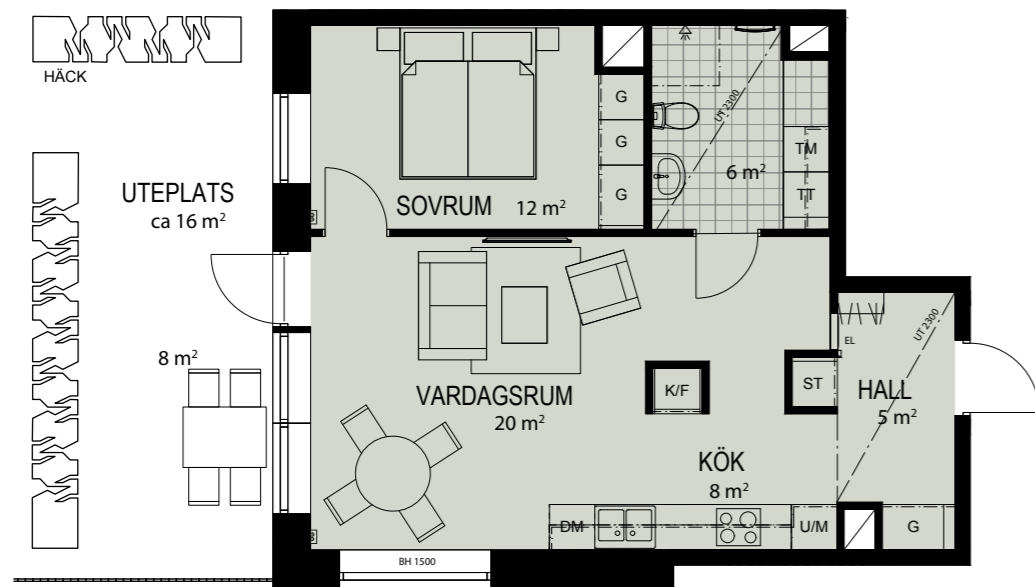 HÄCK
UTEPLATS
ca 16 m²
8 m²
SOVRUM 12 m²
G
G
G
UT 2300
6 m²
TM
TT
VARDAGSRUM
20 m²
K/F
ST
EL
UT 2300
HALL
5 m²
KÖK
8 m²
DM
U/M
G
BH 1500